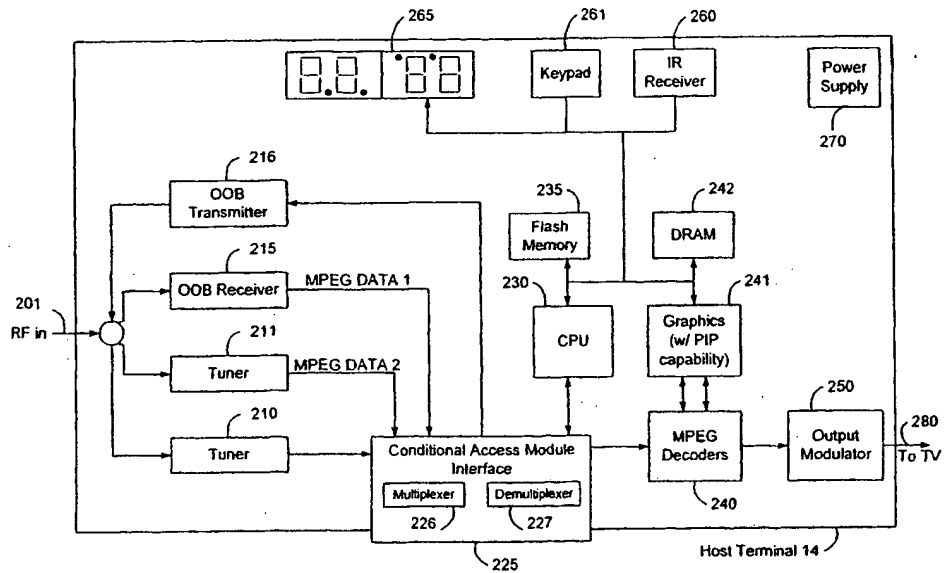 265
261
260
88.88
Keypad
IR
Receiver
Power
Supply
270
216
OOB
Transmitter
235
Flash
Memory
242
DRAM
215
OOB Receiver
MPEG DATA 1
201
RF in
230
CPU
241
Graphics
(w/ PIP
capability)
211
Tuner
MPEG DATA 2
210
Tuner
250
280
Conditional Access Module
Interface
Multiplexer
226
Demultiplexer
227
225
MPEG
Decoders
240
Output
Modulator
To TV
Host Terminal 14